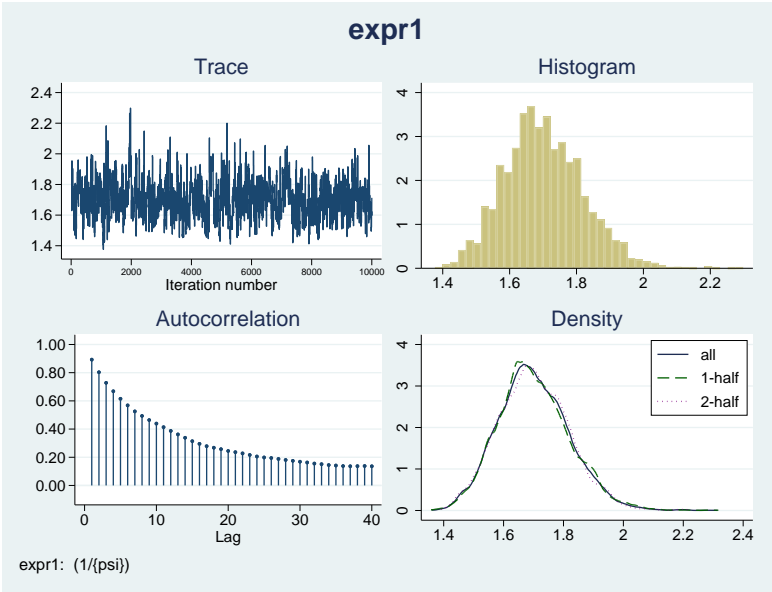 expr1
Trace
2.4
2.2
2.0
1.8
1.6
1.4
0 2000 4000 6000 8000 10000
Iteration number
Histogram
4
3
2
1
0
1.4 1.6 1.8 2 2.2
Autocorrelation
1.00
0.80
0.60
0.40
0.20
0.00
0 10 20 30 40
Lag
Density
4
3
2
1
0
1.4 1.6 1.8 2 2.2 2.4
all
1-half
2-half
expr1: (1/{psi})